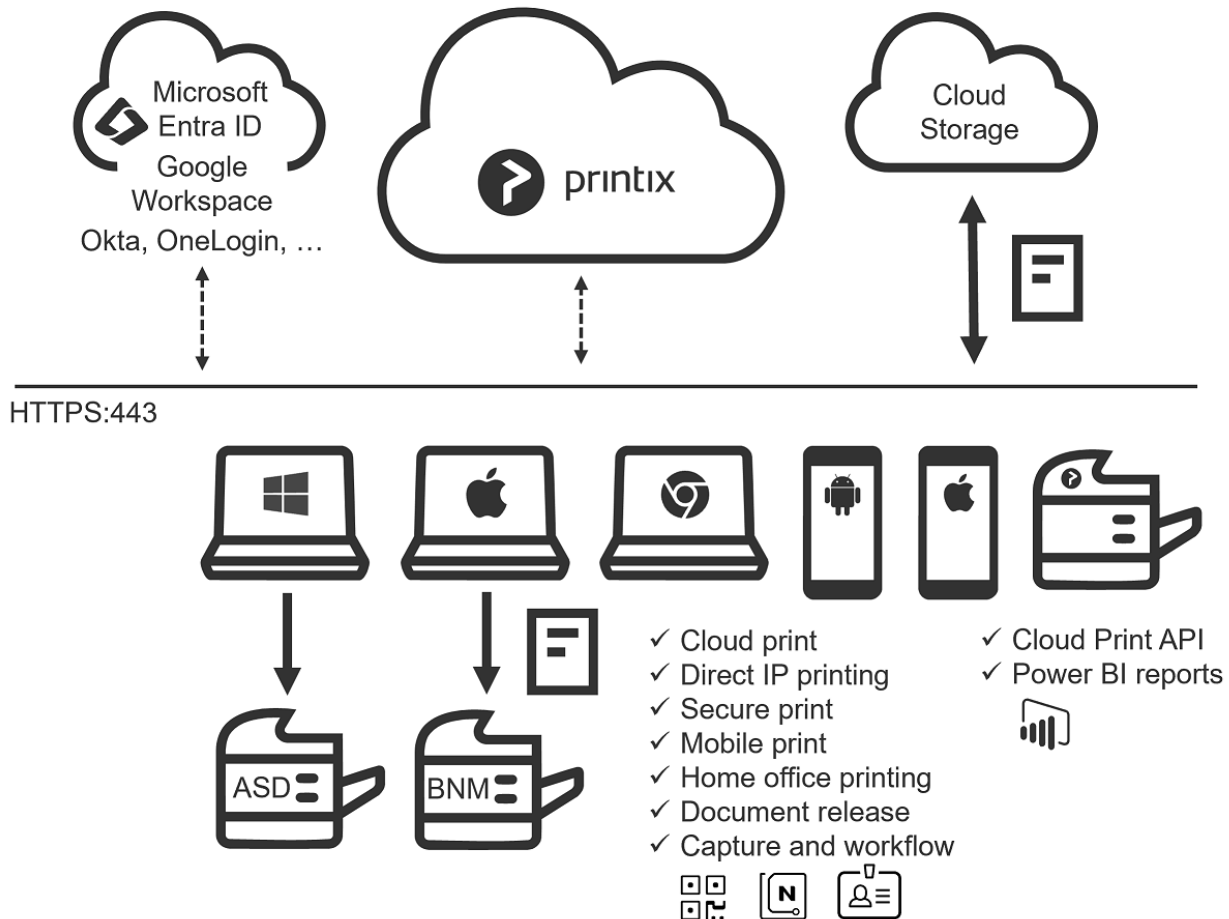 Microsoft
Entra ID
Google
Workspace
Okta, OneLogin, …
printix
Cloud
Storage
HTTPS:443
ASD
BNM
✓ Cloud print
✓ Direct IP printing
✓ Secure print
✓ Mobile print
✓ Home office printing
✓ Document release
✓ Capture and workflow
✓ Cloud Print API
✓ Power BI reports
N